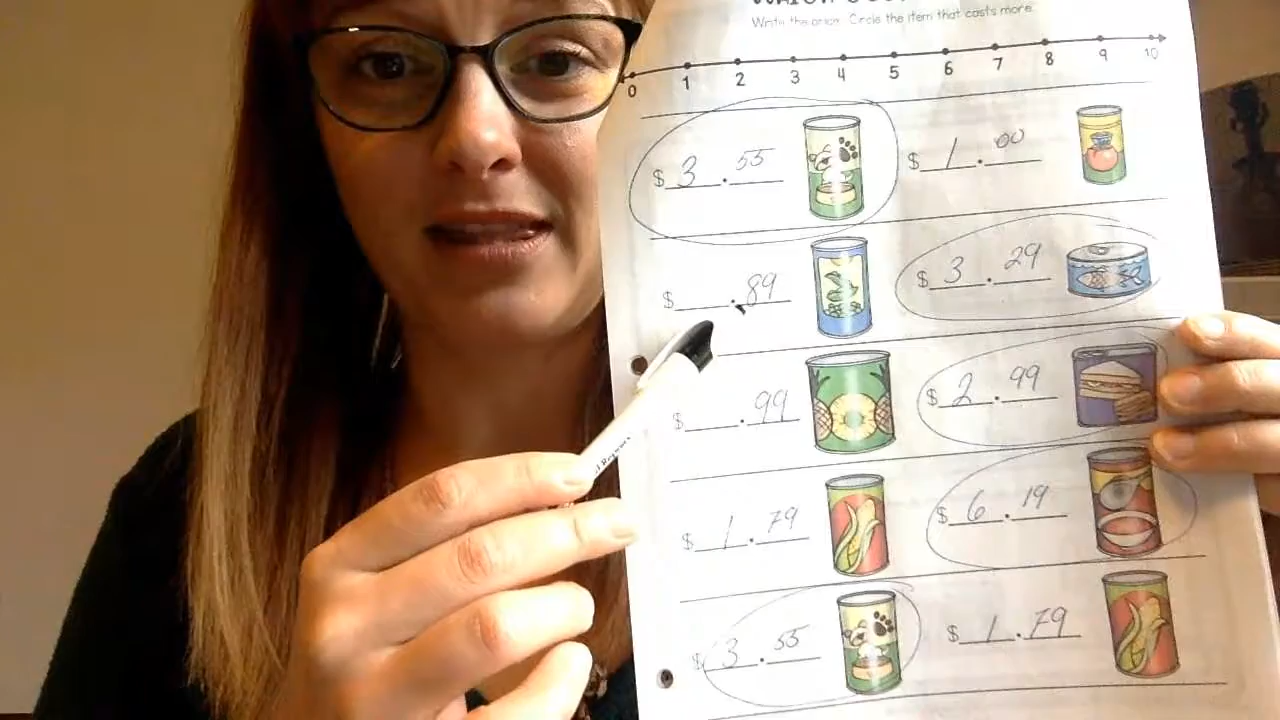 Write the price. Circle the item that costs more.
0 1 2 3 4 5 6 7 8 9 10
$ 3 . 55 $ 1 . 00
$ . 89 $ 3 . 29
$ . 99 $ 2 . 99
$ 1 . 79 $ 6 . 19
$ 3 . 55 $ 1 . 79